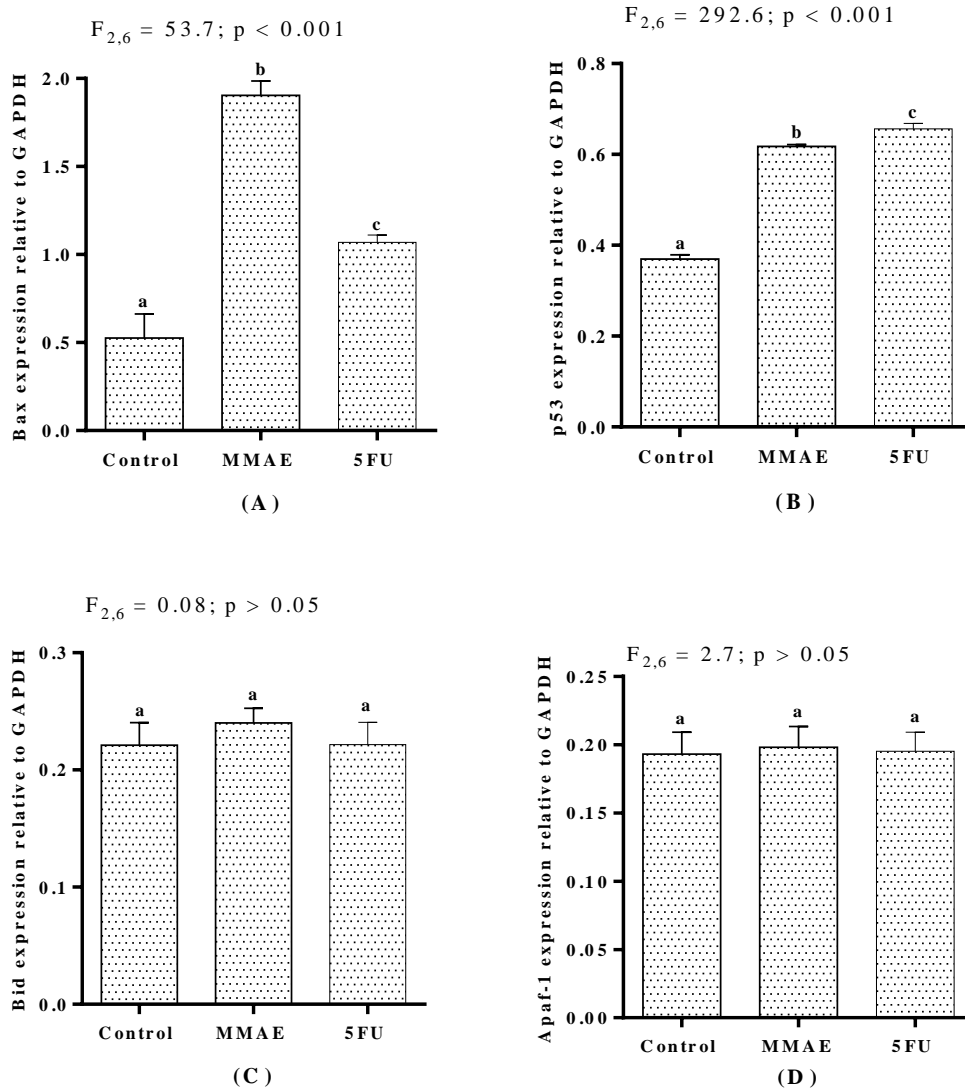 F2,6 = 53.7; p < 0.001
Bax expression relative to GAPDH
2.0
1.5
1.0
0.5
0.0
a
b
c
Control MMAE 5FU
(A)
F2,6 = 292.6; p < 0.001
p53 expression relative to GAPDH
0.8
0.6
0.4
0.2
0.0
a
b
c
Control MMAE 5FU
(B)
F2,6 = 0.08; p > 0.05
Bid expression relative to GAPDH
0.3
0.2
0.1
0.0
a a a
Control MMAE 5FU
(C)
F2,6 = 2.7; p > 0.05
Apaf-1 expression relative to GAPDH
0.25
0.20
0.15
0.10
0.05
0.00
a a a
Control MMAE 5FU
(D)